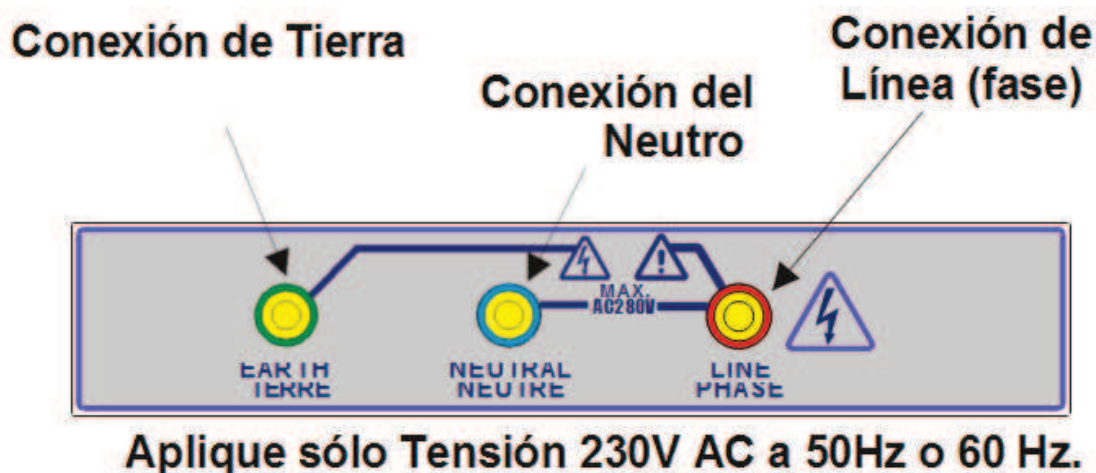 Conexión de Tierra
Conexión del
Neutro
Conexión de
Línea (fase)
MAX.
AC280V
EARTH
TERRE
NEUTRAL
NEUTRE
LINE
PHASE
Aplique sólo Tensión 230V AC a 50Hz o 60 Hz.